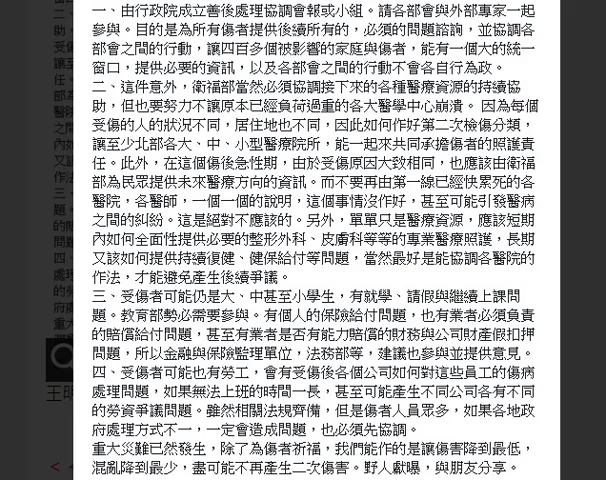 一、由行政院成立善後處理協調會報或小組。請各部會與外部專家一起
參與。目的是為所有傷者提供後續所有的，必須的問題諮詢，並協調各
部會之間的行動，讓四百多個被影響的家庭與傷者，能有一個大的統一
窗口，提供必要的資訊，以及各部會之間的行動不會各自行為政。
二、這件意外，衛福部當然必須協調接下來的各種醫療資源的持續協
助，但也要努力不讓原本已經負荷過重的各大醫學中心崩潰。 因為每個
受傷的人的狀況不同，居住地也不同，因此如何作好第二次檢傷分類，
讓至少北部各大、中、小型醫療院所，能一起來共同承擔傷者的照護責
任。此外，在這個傷後急性期，由於受傷原因大致相同，也應該由衛福
部為民眾提供未來醫療方向的資訊。而不要再由第一線已經快累死的各
醫院，各醫師，一個一個的說明，這個事情沒作好，甚至可能引發醫病
之間的糾紛。這是絕對不應該的。另外，單單只是醫療資源，應該短期
內如何全面性提供必要的整形外科、皮膚科等等的專業醫療照護，長期
又該如何提供持續復健、健保給付等問題，當然最好是能協調各醫院的
作法，才能避免產生後續爭議。
三、受傷者可能仍是大、中甚至小學生，有就學、請假與繼續上課問
題。教育部勢必需要參與。有個人的保險給付問題，也有業者必須負責
的賠償給付問題，甚至有業者是否有能力賠償的財務與公司財產假扣押
問題，所以金融與保險監理單位，法務部等，建議也參與並提供意見。
四、受傷者可能也有勞工，會有受傷後各個公司如何對這些員工的傷病
處理問題，如果無法上班的時間一長，甚至可能產生不同公司各有不同
的勞資爭議問題。雖然相關法規齊備，但是傷者人員眾多，如果各地政
府處理方式不一，一定會造成問題，也必須先協調。
重大災難已然發生，除了為傷者祈福，我們能作的是讓傷害降到最低，
混亂降到最少，盡可能不再產生二次傷害。野人獻曝，與朋友分享。